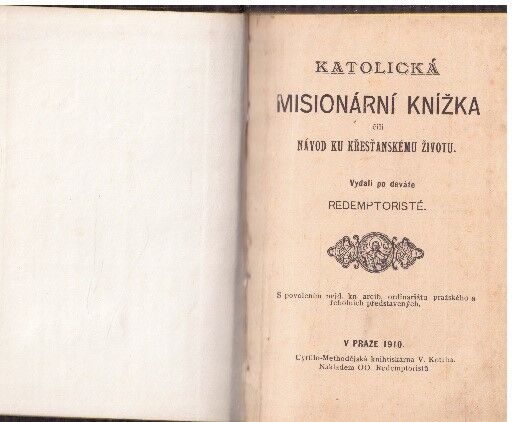 KATOLICKÁ
MISIONÁRNÍ KNÍŽKA
čili
NÁVOD KU KŘESŤANSKÉMU ŽIVOTU.
Vydali po deváté
REDEMPTORISTÉ.
S povolením nejd. kn. arcib. ordinariátu pražského a
řeholních představených.
V PRAZE 1910.
Cyrillo-Methodějská knihtiskárna V. Kotrba.
Nákladem OO. Redemptoristů